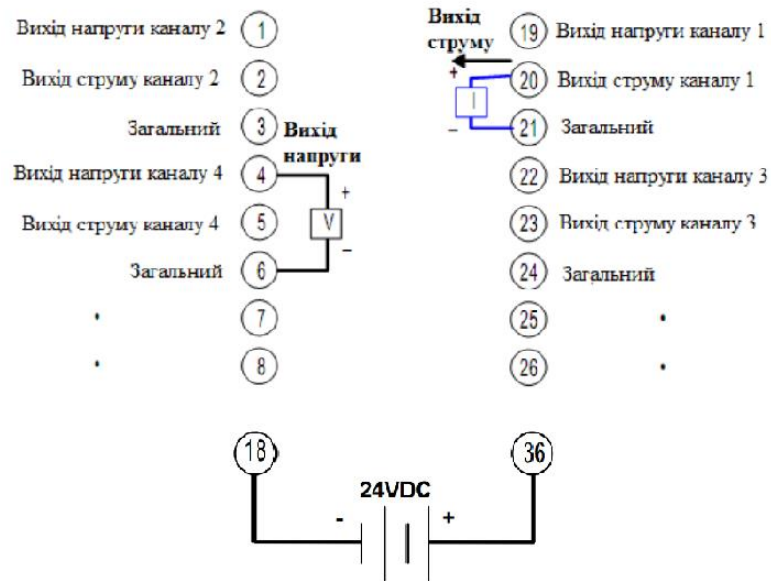 Вихід напруги каналу 2 1
Вихід струму каналу 2 2
Загальний 3
Вихід напруги
Вихід напруги каналу 4 4
+
Вихід струму каналу 4 5
V
–
Загальний 6
• 7
• 8
Вихід струму
19 Вихід напруги каналу 1
+
20 Вихід струму каналу 1
I
–
21 Загальний
22 Вихід напруги каналу 3
23 Вихід струму каналу 3
24 Загальний
25 •
26 •
18 36
24VDC
- +